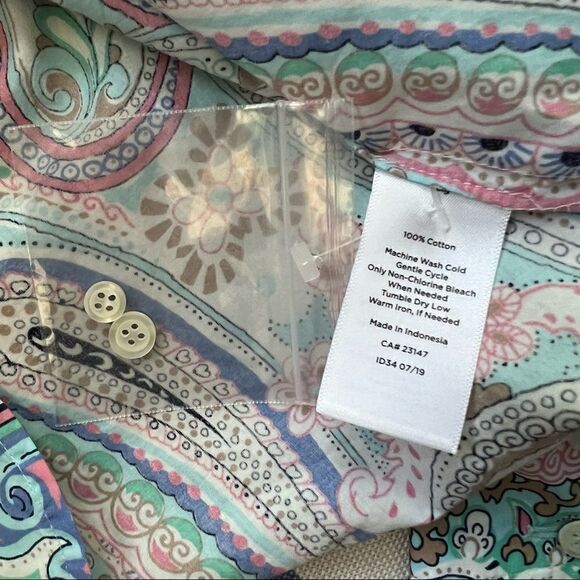 100% Cotton
Machine Wash Cold
Gentle Cycle
Only Non-Chlorine Bleach
When Needed
Tumble Dry Low
Warm Iron, If Needed
Made in Indonesia
CA# 23147
ID34 07/19